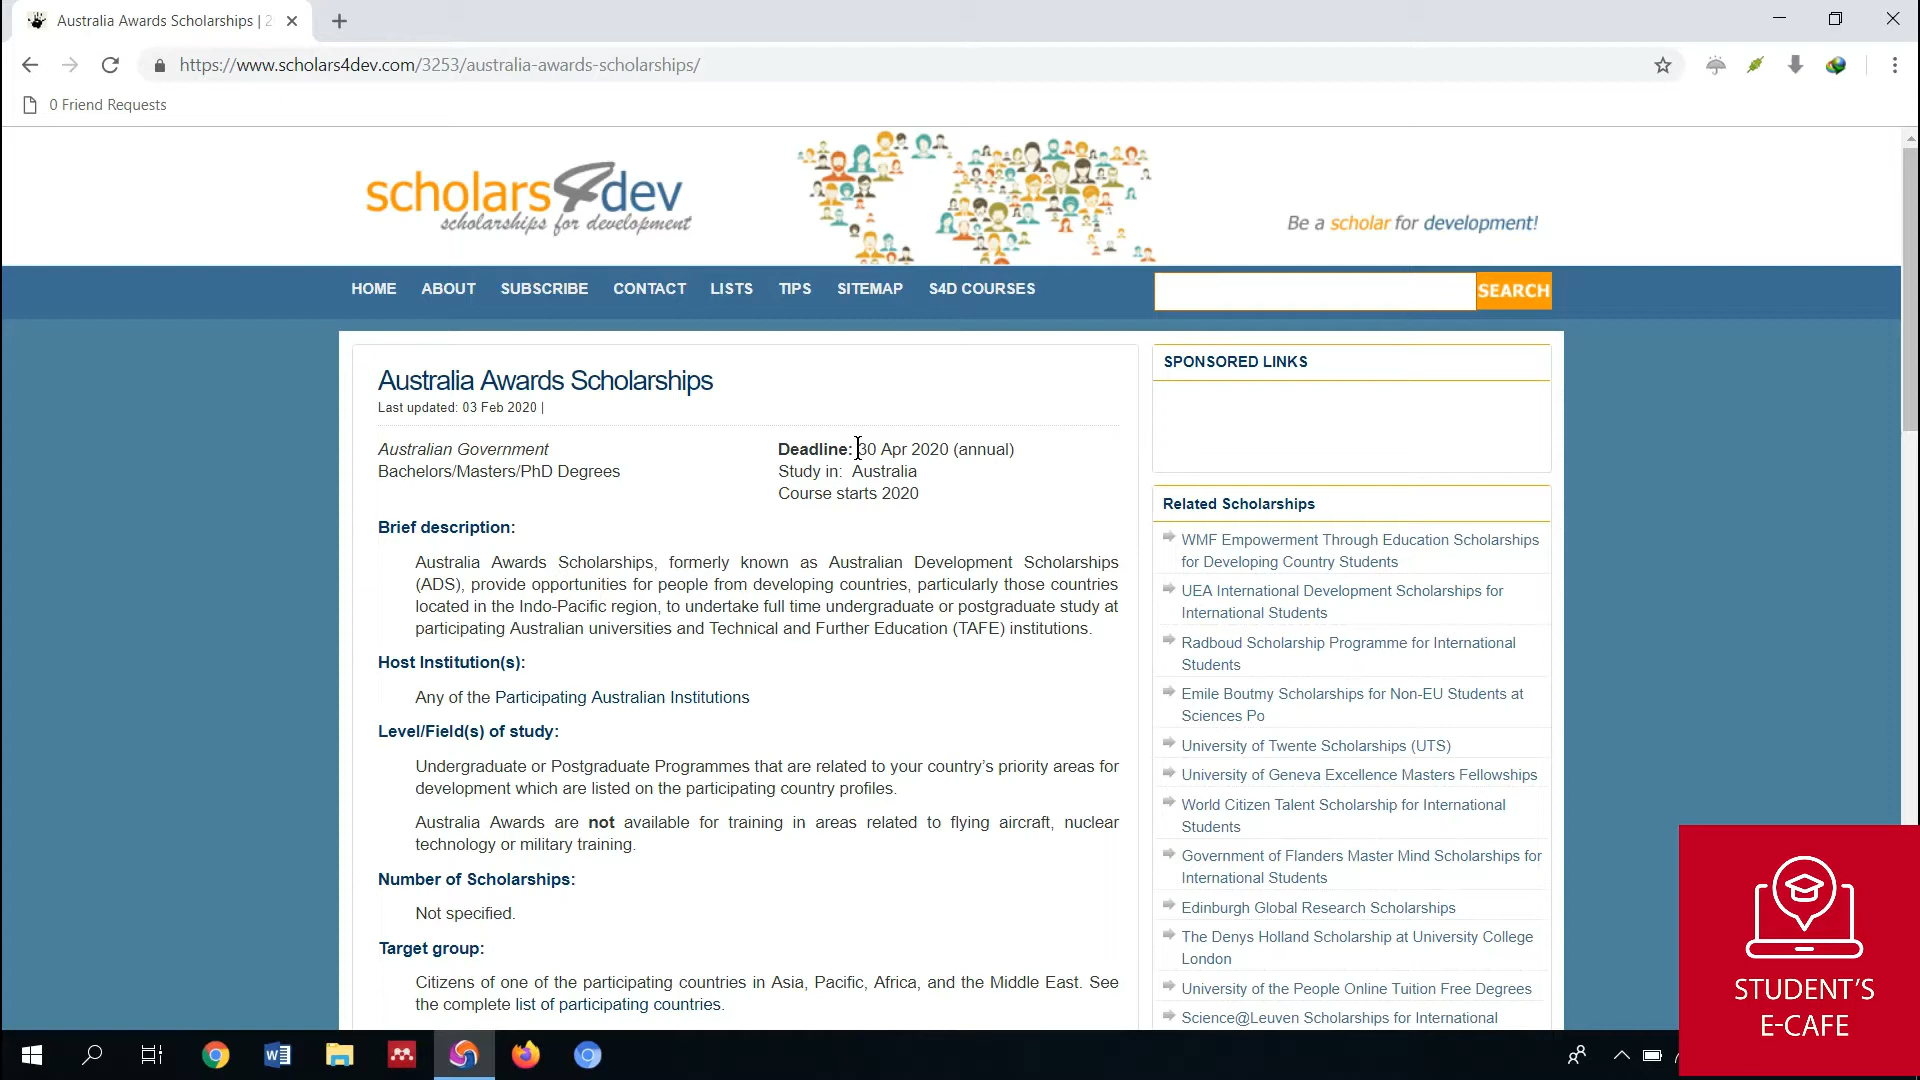 Australia Awards Scholarships | 2
https://www.scholars4dev.com/3253/australia-awards-scholarships/
0 Friend Requests
scholars4dev
scholarships for development
Be a scholar for development!
HOME ABOUT SUBSCRIBE CONTACT LISTS TIPS SITEMAP S4D COURSES
SEARCH
Australia Awards Scholarships
Last updated: 03 Feb 2020 |
Australian Government
Bachelors/Masters/PhD Degrees
Deadline: 30 Apr 2020 (annual)
Study in: Australia
Course starts 2020
Brief description:
Australia Awards Scholarships, formerly known as Australian Development Scholarships
(ADS), provide opportunities for people from developing countries, particularly those countries
located in the Indo-Pacific region, to undertake full time undergraduate or postgraduate study at
participating Australian universities and Technical and Further Education (TAFE) institutions.
Host Institution(s):
Any of the Participating Australian Institutions
Level/Field(s) of study:
Undergraduate or Postgraduate Programmes that are related to your country’s priority areas for
development which are listed on the participating country profiles.
Australia Awards are not available for training in areas related to flying aircraft, nuclear
technology or military training.
Number of Scholarships:
Not specified.
Target group:
Citizens of one of the participating countries in Asia, Pacific, Africa, and the Middle East. See
the complete list of participating countries.
SPONSORED LINKS
Related Scholarships
WMF Empowerment Through Education Scholarships
for Developing Country Students
UEA International Development Scholarships for
International Students
Radboud Scholarship Programme for International
Students
Emile Boutmy Scholarships for Non-EU Students at
Sciences Po
University of Twente Scholarships (UTS)
University of Geneva Excellence Masters Fellowships
World Citizen Talent Scholarship for International
Students
Government of Flanders Master Mind Scholarships for
International Students
Edinburgh Global Research Scholarships
The Denys Holland Scholarship at University College
London
University of the People Online Tuition Free Degrees
Science@Leuven Scholarships for International
STUDENT'S
E-CAFE